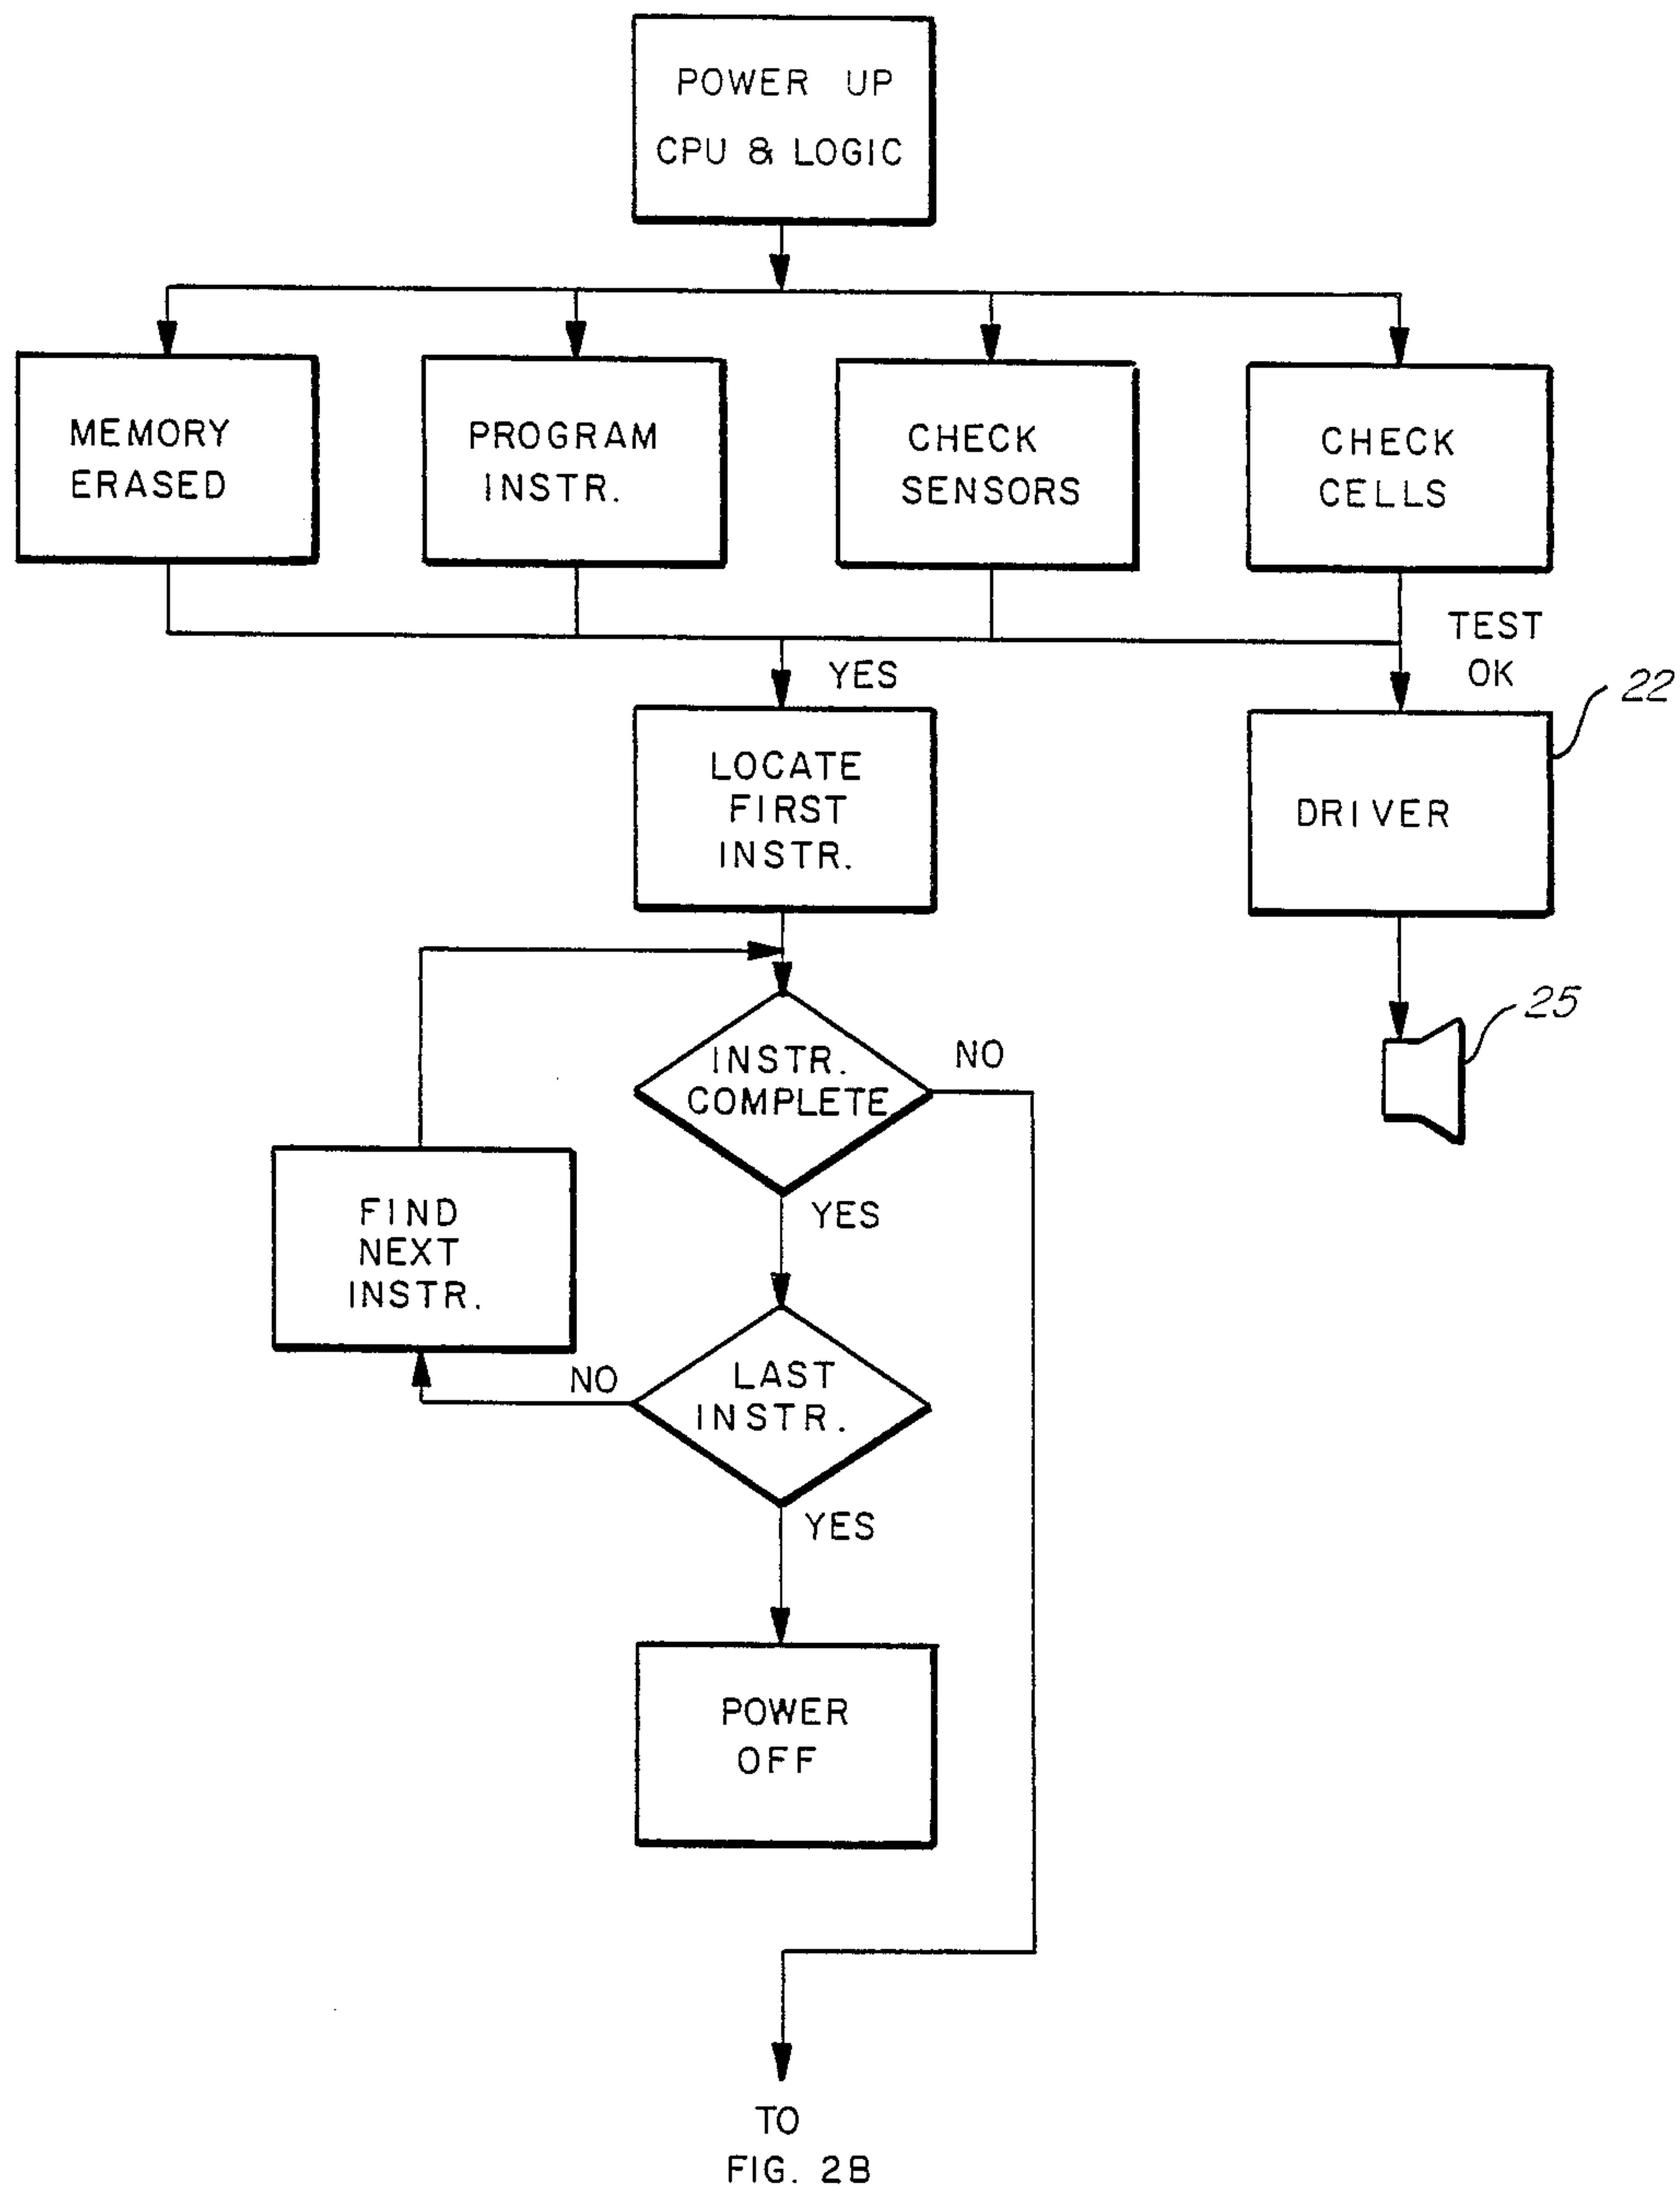 POWER UP
CPU & LOGIC
MEMORY
ERASED
PROGRAM
INSTR.
CHECK
SENSORS
CHECK
CELLS
TEST
OK
YES
22
LOCATE
FIRST
INSTR.
DRIVER
25
INSTR.
COMPLETE
NO
YES
FIND
NEXT
INSTR.
NO
LAST
INSTR.
YES
POWER
OFF
TO
FIG. 2B